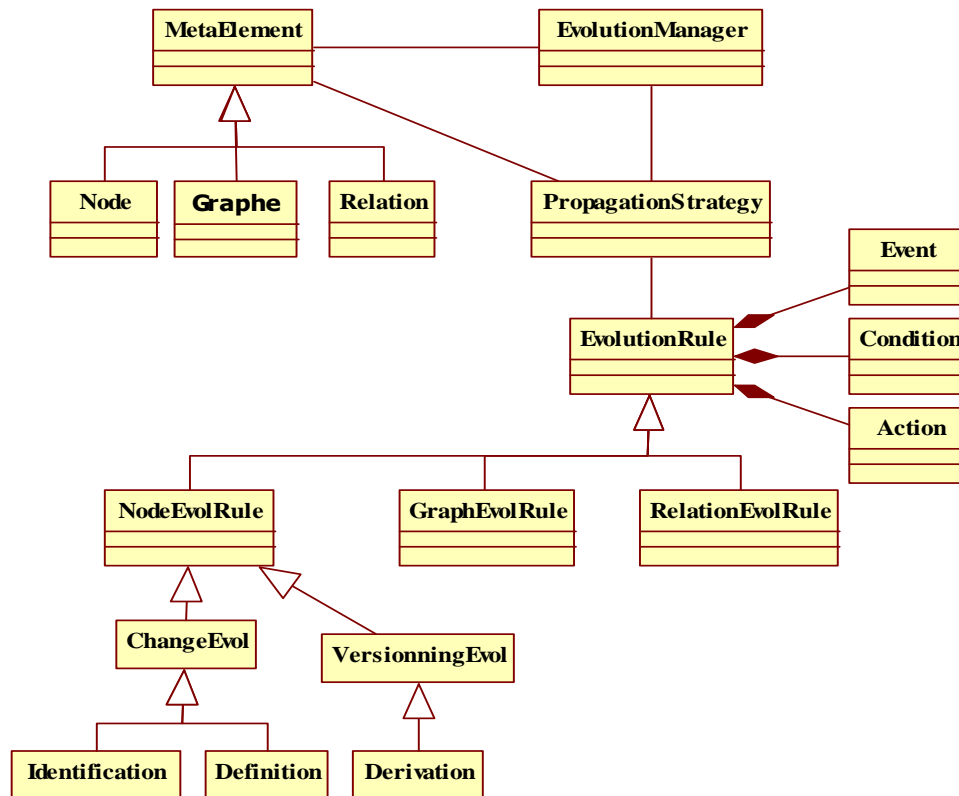 MetaElement
EvolutionManager
Node
Graphe
Relation
PropagationStrategy
Event
EvolutionRule
Condition
Action
NodeEvolRule
GraphEvolRule
RelationEvolRule
ChangeEvol
VersionningEvol
Identification
Definition
Derivation